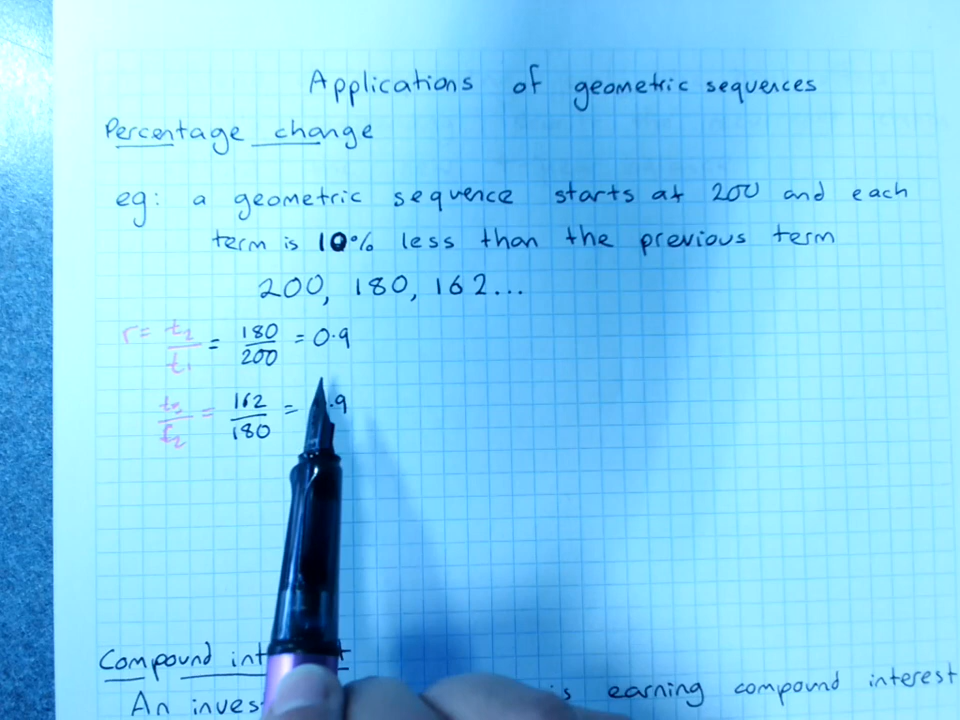 Applications of geometric sequences
Percentage change
eg: a geometric sequence starts at 200 and each
term is 10% less than the previous term
200, 180, 162...
r = t2/t1 = 180/200 = 0.9
t3/t2 = 162/180 = .9
Compound
An is earning compound interest